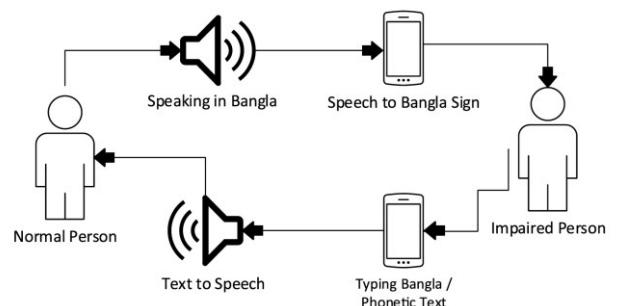 Speaking in Bangla
Speech to Bangla Sign
Normal Person
Impaired Person
Text to Speech
Typing Bangla /
Phonetic Text